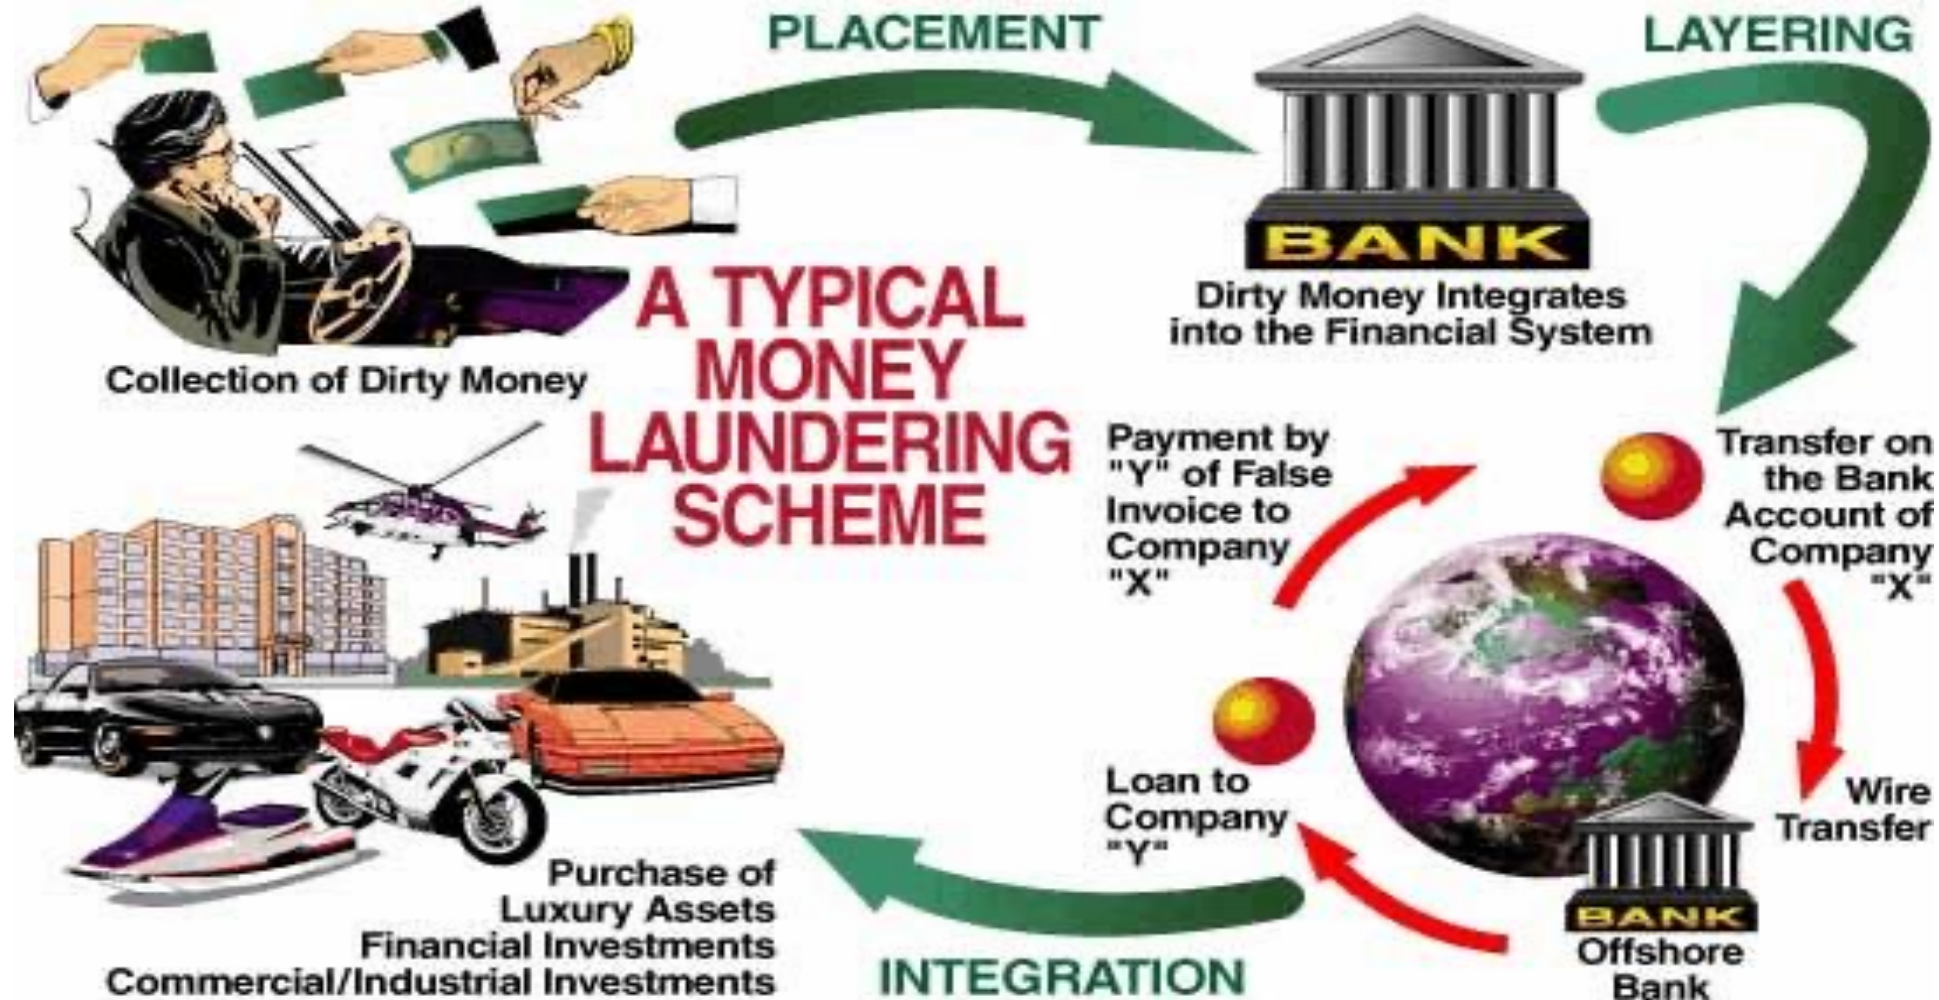 PLACEMENT
LAYERING
BANK
Dirty Money Integrates
into the Financial System
Collection of Dirty Money
A TYPICAL
MONEY
LAUNDERING
SCHEME
Payment by
"Y" of False
Invoice to
Company
"X"
Transfer on
the Bank
Account of
Company
"X"
Wire
Transfer
Loan to
Company
"Y"
BANK
Offshore
Bank
Purchase of
Luxury Assets
Financial Investments
Commercial/Industrial Investments
INTEGRATION